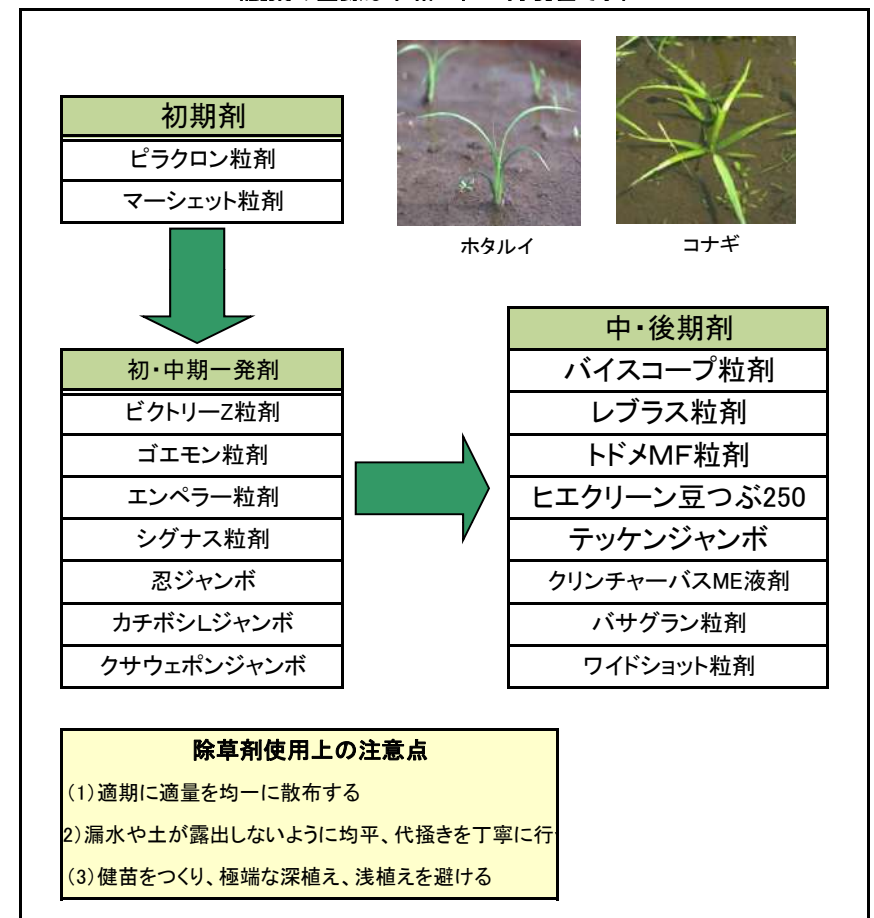 初期剤
ピラクロン粒剤
マーシェット粒剤
ホタルイ
コナギ
初・中期一発剤
ビクトリーZ粒剤
ゴエモン粒剤
エンペラー粒剤
シグナス粒剤
忍ジャンボ
カチボシLジャンボ
クサウェポンジャンボ
中・後期剤
バイスコープ粒剤
レブラス粒剤
トドメMF粒剤
ヒエクリーン豆つぶ250
テッケンジャンボ
クリンチャーバスME液剤
バサグラン粒剤
ワイドショット粒剤
除草剤使用上の注意点
(1)適期に適量を均一に散布する
2)漏水や土が露出しないように均平、代掻きを丁寧に行
(3)健苗をつくり、極端な深植え、浅植えを避ける